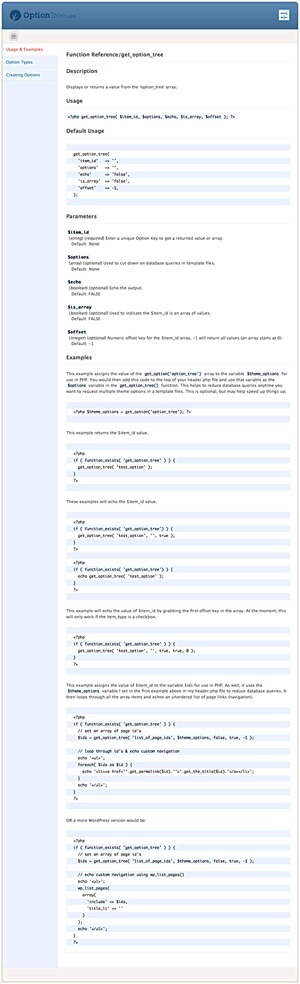 OptionTree
Usage & Examples
Option Types
Creating Options
Function Reference/get_option_tree
Description
Displays or returns a value from the 'option_tree' array.
Usage
<?php get_option_tree( $item_id, $options, $echo, $is_array, $offset ); ?>
Default Usage
get_option_tree(
'item_id' => '',
'options' => '',
'echo' => 'false',
'is_array' => 'false',
'offset' => -1,
);
Parameters
$item_id
(string) (required) Enter a unique Option Key to get a returned value or array.
Default: None
$options
(array) (optional) Used to cut down on database queries in template files.
Default: None
$echo
(boolean) (optional) Echo the output.
Default: FALSE
$is_array
(boolean) (optional) Used to indicate the $item_id is an array of values.
Default: FALSE
$offset
(integer) (optional) Numeric offset key for the $item_id array, -1 will return all values (an array starts at 0).
Default: -1
Examples
This example assigns the value of the get_option('option_tree') array to the variable $theme_options for
use in PHP. You would then add this code to the top of your header.php file and use that variable as the
$options variable in the get_option_tree() function. This helps to reduce database queries anytime you
want to request multiple theme options in a template files. This is optional, but may help speed up things.
<?php $theme_options = get_option('option_tree'); ?>
This example returns the $item_id value.
<?php
if ( function_exists( 'get_option_tree' ) ) {
get_option_tree( 'test_option' );
}
?>
These examples will echo the $item_id value.
<?php
if ( function_exists( 'get_option_tree') ) {
get_option_tree( 'test_option', '', true );
}
?>
<?php
if ( function_exists( 'get_option_tree') ) {
echo get_option_tree( 'test_option' );
}
?>
This example will echo the value of $item_id by grabbing the first offset key in the array. At the moment, this
will only work if the item_type is a checkbox.
<?php
if ( function_exists( 'get_option_tree' ) ) {
get_option_tree( 'test_option', '', true, true, 0 );
}
?>
This example assigns the value of $item_id to the variable $ids for use in PHP. As well, it uses the
$theme_options variable I set in the first example above in my header.php file to reduce database queries. It
then loops through all the array items and echos an unordered list of page links (navigation).
<?php
if ( function_exists( 'get_option_tree' ) ) {
// set an array of page id's
$ids = get_option_tree( 'list_of_page_ids', $theme_options, false, true, -1 );
// loop through id's & echo custom navigation
echo '<ul>';
foreach( $ids as $id ) {
echo '<li><a href="'.get_permalink($id).'">'.get_the_title($id).'</a></li>';
}
echo '</ul>';
}
?>
OR a more WordPress version would be:
<?php
if ( function_exists( 'get_option_tree' ) ) {
// set an array of page id's
$ids = get_option_tree( 'list_of_page_ids', $theme_options, false, true, -1 );
// echo custom navigation using wp_list_pages()
echo '<ul>';
wp_list_pages(
array(
'include' => $ids,
'title_li' => ''
)
);
echo '</ul>';
}
?>